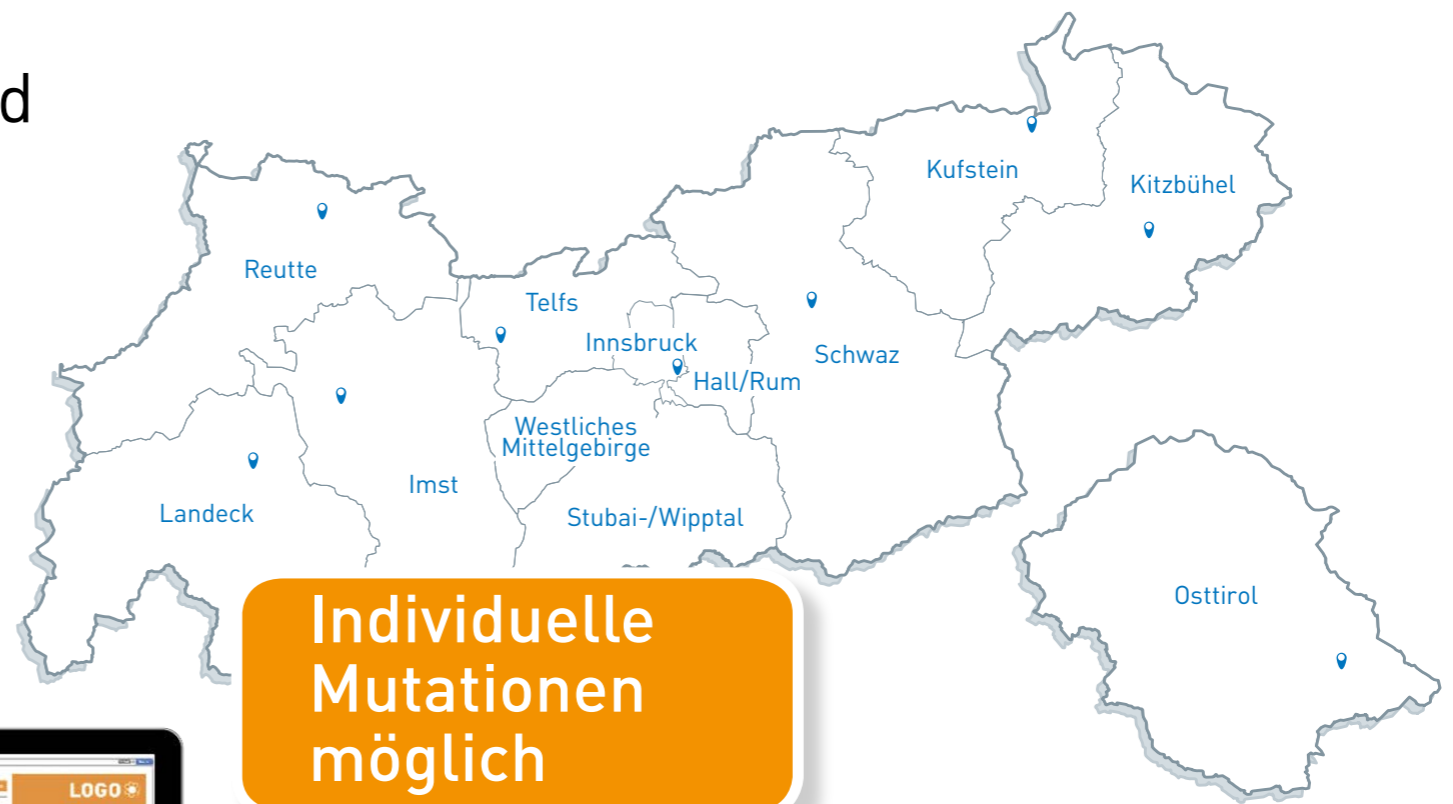 d
Kufstein
Kitzbühel
Reutte
Telfs
Innsbruck
Schwaz
Hall/Rum
Westliches
Mittelgebirge
Imst
Landeck
Stubai-/Wipptal
Osttirol
Individuelle
Mutationen
möglich
LOGO